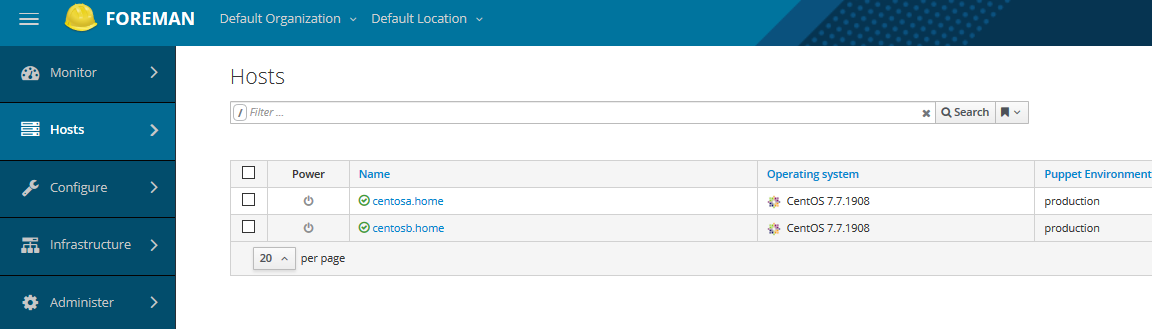 FOREMAN Default Organization Default Location
Monitor
Hosts
Configure
Infrastructure
Administer
Hosts
/ Filter ... Search
Power Name Operating system Puppet Environment
centosa.home CentOS 7.7.1908 production
centosb.home CentOS 7.7.1908 production
20 per page